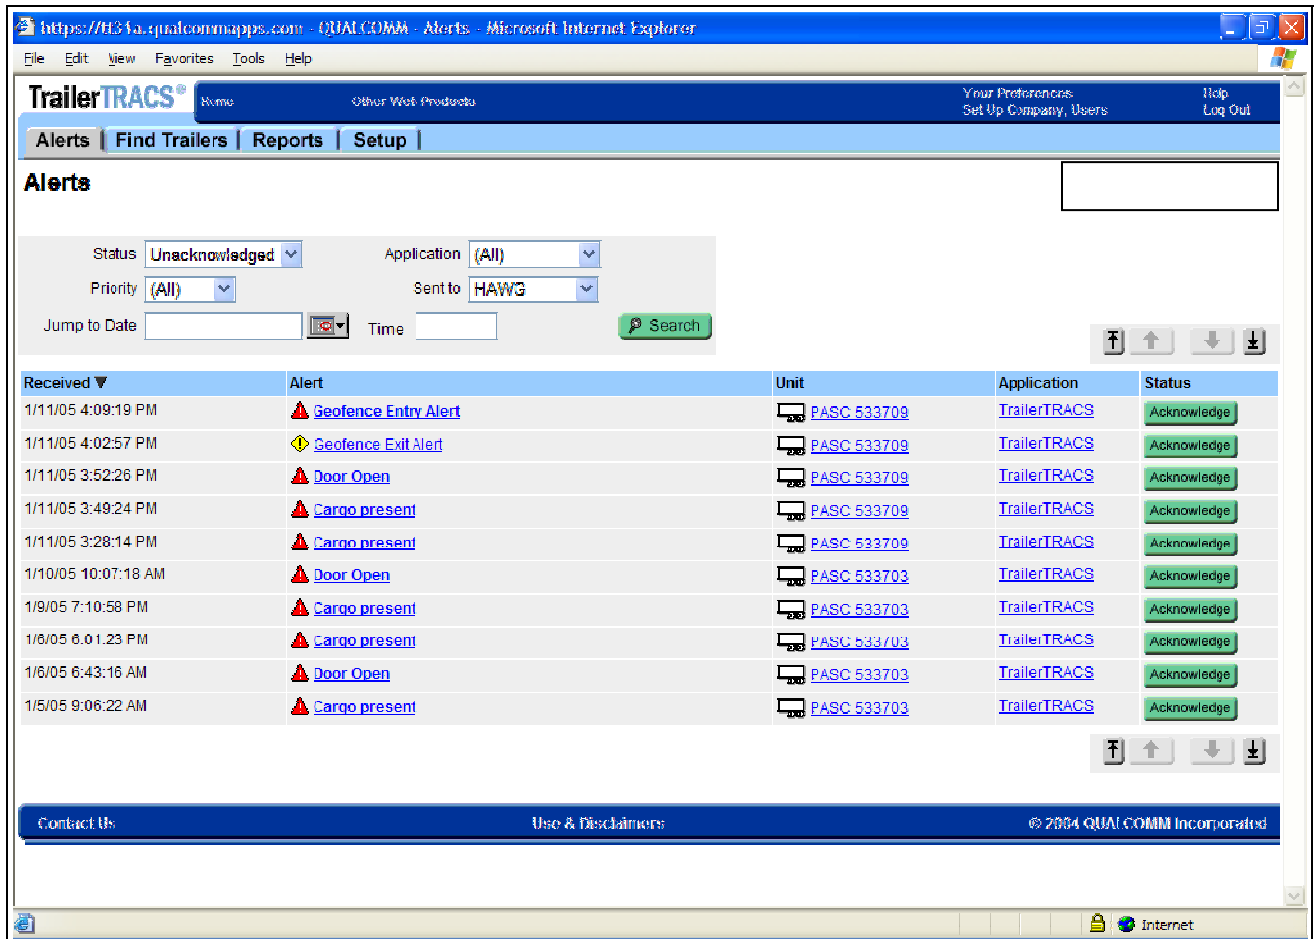 https://tt31a.qualcommapps.com - QUALCOMM - Alerts - Microsoft Internet Explorer
File Edit View Favorites Tools Help
TrailerTRACS® Home Other Web Products Your Preferences Help
Set Up Company, Users Log Out
Alerts | Find Trailers | Reports | Setup |
Alerts
Status Unacknowledged Application (All)
Priority (All) Sent to HAWG
Jump to Date Time Search
Received Alert Unit Application Status
1/11/05 4:09:19 PM Geofence Entry Alert PASC 533709 TrailerTRACS Acknowledge
1/11/05 4:02:57 PM Geofence Exit Alert PASC 533709 TrailerTRACS Acknowledge
1/11/05 3:52:26 PM Door Open PASC 533709 TrailerTRACS Acknowledge
1/11/05 3:49:24 PM Cargo present PASC 533709 TrailerTRACS Acknowledge
1/11/05 3:28:14 PM Cargo present PASC 533709 TrailerTRACS Acknowledge
1/10/05 10:07:18 AM Door Open PASC 533703 TrailerTRACS Acknowledge
1/9/05 7:10:58 PM Cargo present PASC 533703 TrailerTRACS Acknowledge
1/6/05 6:01:23 PM Cargo present PASC 533703 TrailerTRACS Acknowledge
1/6/05 6:43:16 AM Door Open PASC 533703 TrailerTRACS Acknowledge
1/5/05 9:06:22 AM Cargo present PASC 533703 TrailerTRACS Acknowledge
Contact Us Use & Disclaimers © 2004 QUALCOMM Incorporated
Internet